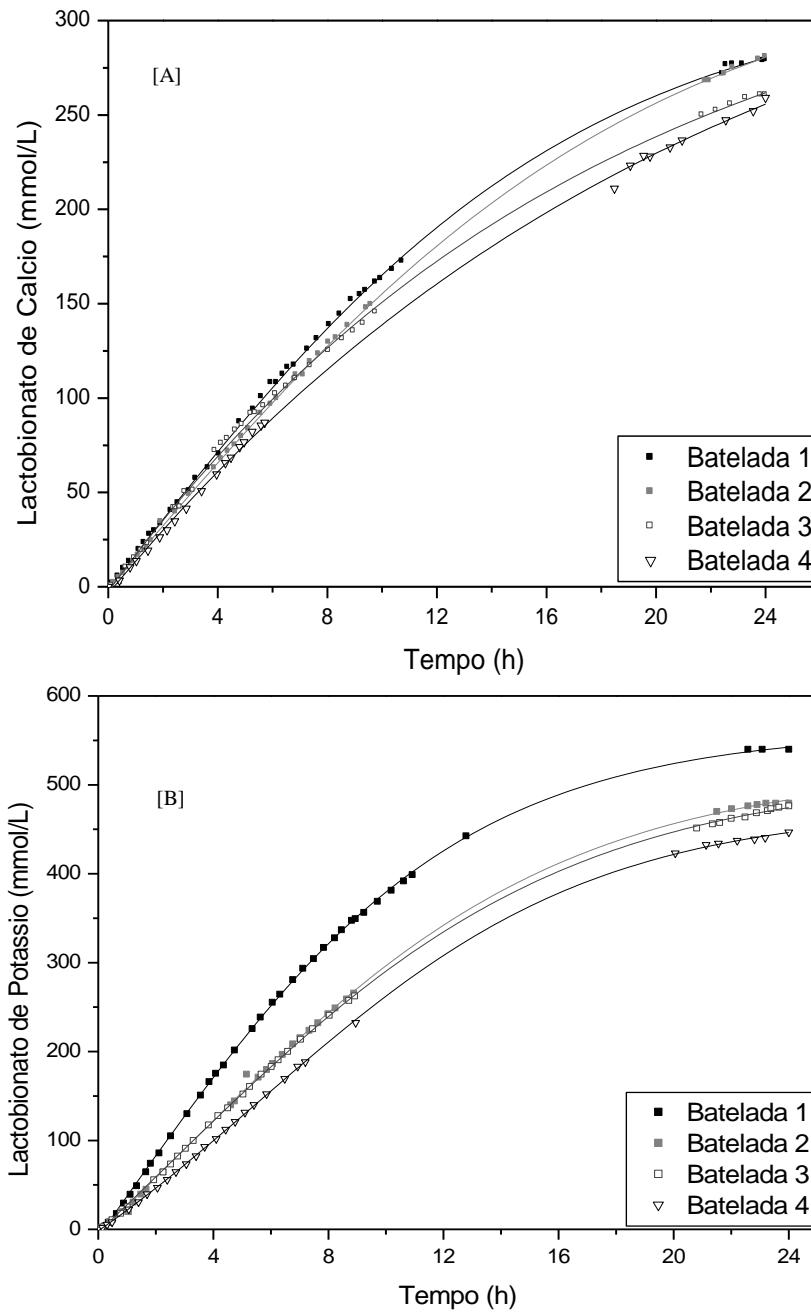 300
[A]
250
200
150
100
50
0
Lactobionato de Calcio (mmol/L)
Batelada 1
Batelada 2
Batelada 3
Batelada 4
0 4 8 12 16 20 24
Tempo (h)
600
[B]
500
400
300
200
100
0
Lactobionato de Potassio (mmol/L)
Batelada 1
Batelada 2
Batelada 3
Batelada 4
0 4 8 12 16 20 24
Tempo (h)